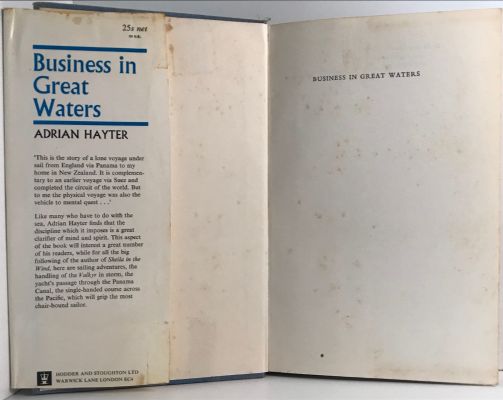 25s net
IN U.K.
Business in
Great
Waters
ADRIAN HAYTER
'This is the story of a lone voyage under
sail from England via Panama to my
home in New Zealand. It is complemen-
tary to an earlier voyage via Suez and
completed the circuit of the world. But
to me the physical voyage was also the
vehicle to mental quest . . .'
Like many who have to do with the
sea, Adrian Hayter finds that the
discipline which it imposes is a great
clarifier of mind and spirit. This aspect
of the book will interest a great number
of his readers, while for all the big
following of the author of Sheila in the
Wind, here are sailing adventures, the
handling of the Valkyr in storm, the
yacht's passage through the Panama
Canal, the single-handed course across
the Pacific, which will grip the most
chair-bound sailor.
HODDER AND STOUGHTON LTD
WARWICK LANE LONDON EC4
BUSINESS IN GREAT WATERS